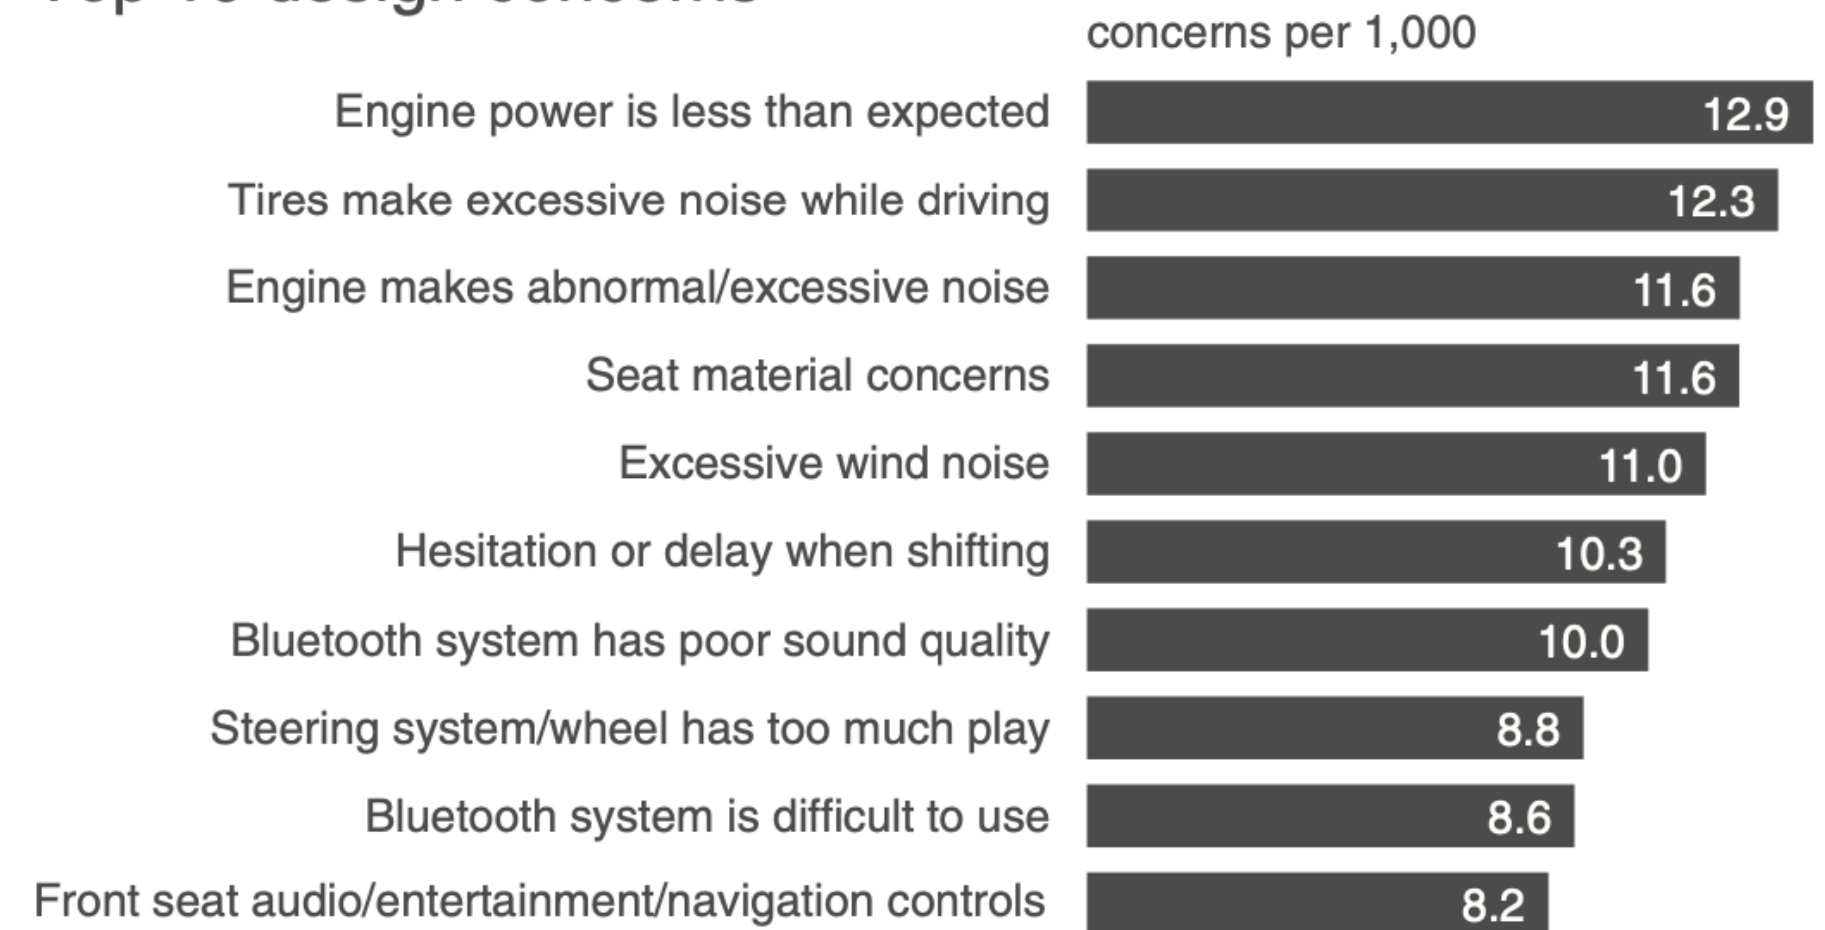 Top 10 design concerns
concerns per 1,000
Engine power is less than expected 12.9
Tires make excessive noise while driving 12.3
Engine makes abnormal/excessive noise 11.6
Seat material concerns 11.6
Excessive wind noise 11.0
Hesitation or delay when shifting 10.3
Bluetooth system has poor sound quality 10.0
Steering system/wheel has too much play 8.8
Bluetooth system is difficult to use 8.6
Front seat audio/entertainment/navigation controls 8.2